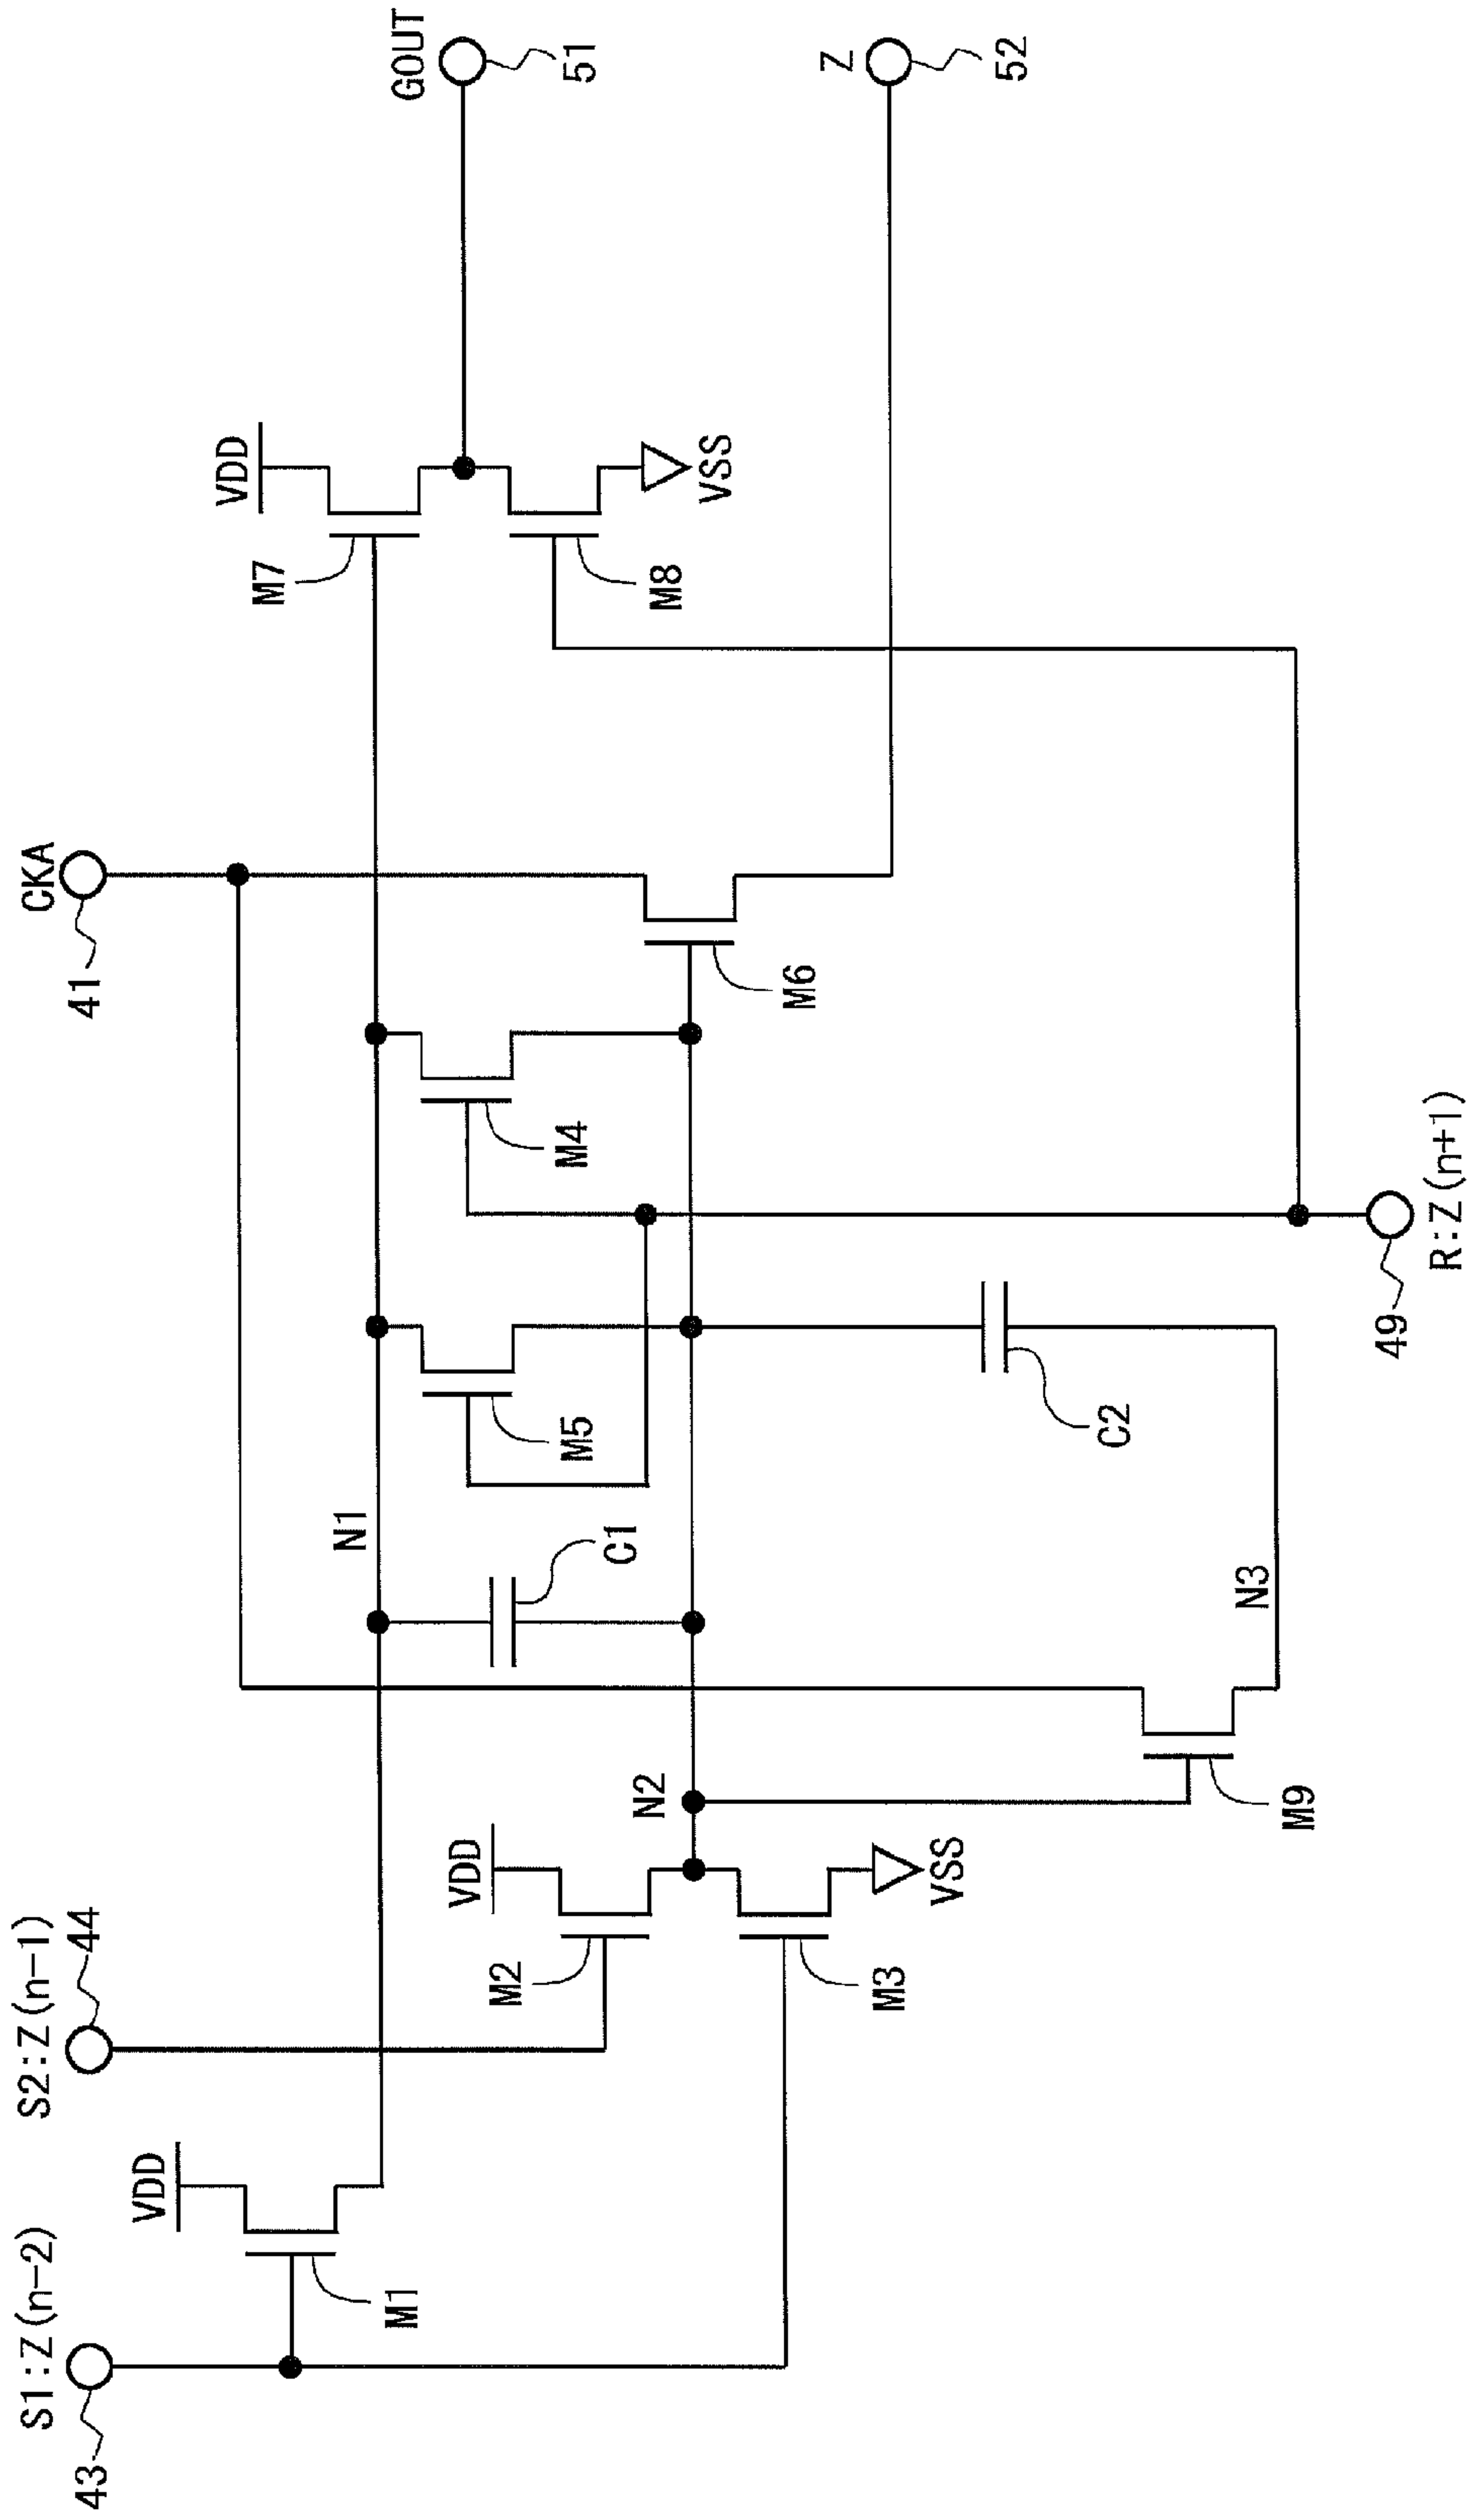 S1:Z(n-2)
43
S2:Z(n-1)
44
CKA
41
VDD
M1
VDD
M2
M3
VSS
N1
N2
N3
M9
C1
C2
M5
M4
M6
VDD
M7
M8
VSS
GOUT
51
Z
52
49
R:Z(n+1)